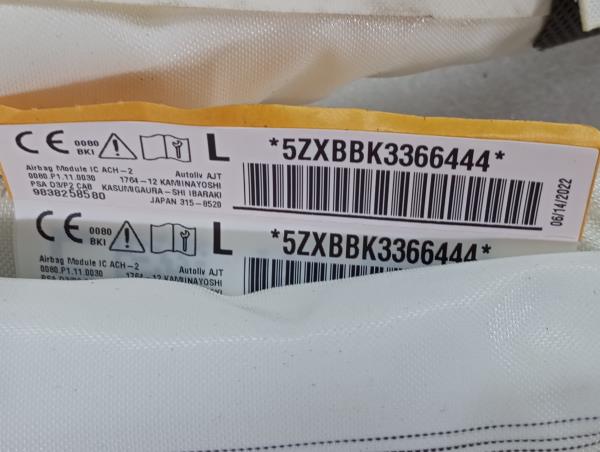 CE 0080 BKI L *5ZXBBK3366444*
Airbag Module IC ACH-2 Autoliv AJT
0080.P1.11.0030 1764-12 KAMIINAYOSHI
PSA D3/P2 CAB KASUMIGAURA-SHI IBARAKI
9838258580 JAPAN 315-8520
06/14/2022
CE 0080 BKI L *5ZXBBK3366444*
Airbag Module IC ACH-2 Autoliv AJT
0080.P1.11.0030 1764-12 KAMIINAYOSHI
PSA